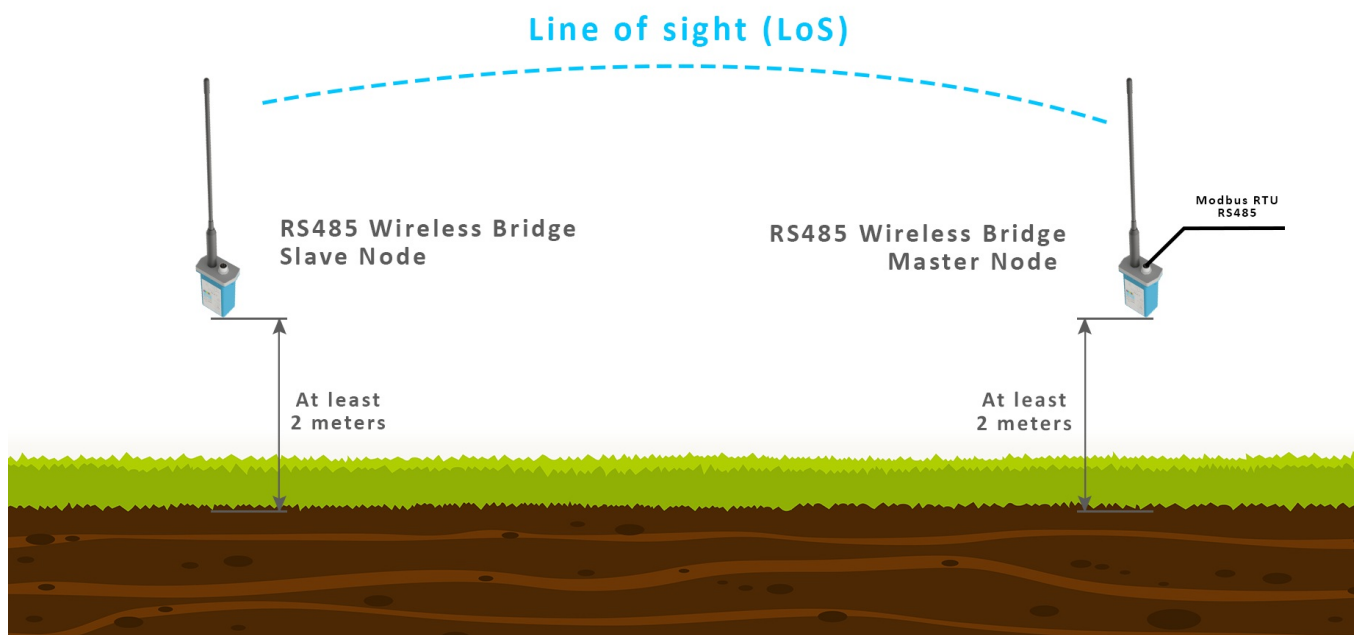 Line of sight (LoS)
Modbus RTU
RS485
RS485 Wireless Bridge
Slave Node
RS485 Wireless Bridge
Master Node
At least
2 meters
At least
2 meters